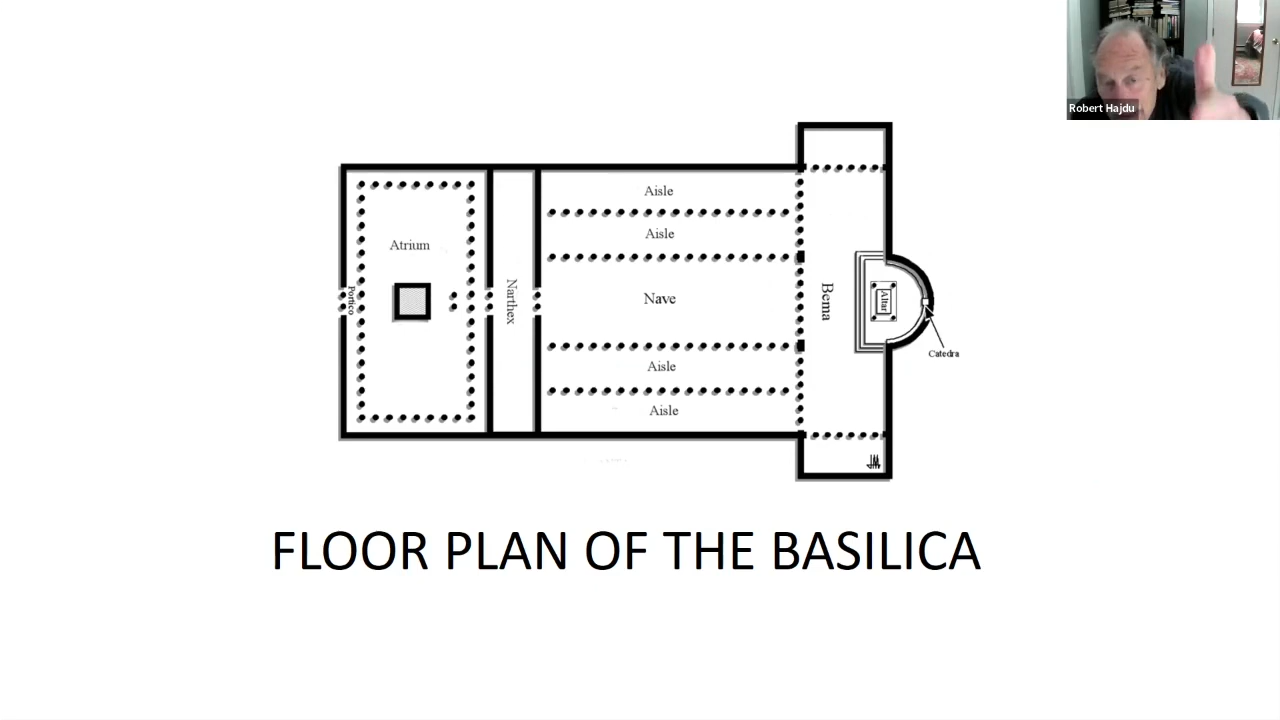 Robert Hajdu
Aisle
Aisle
Atrium
Portico
Narthex
Nave
Bema
Altar
Catedra
Aisle
Aisle
FLOOR PLAN OF THE BASILICA